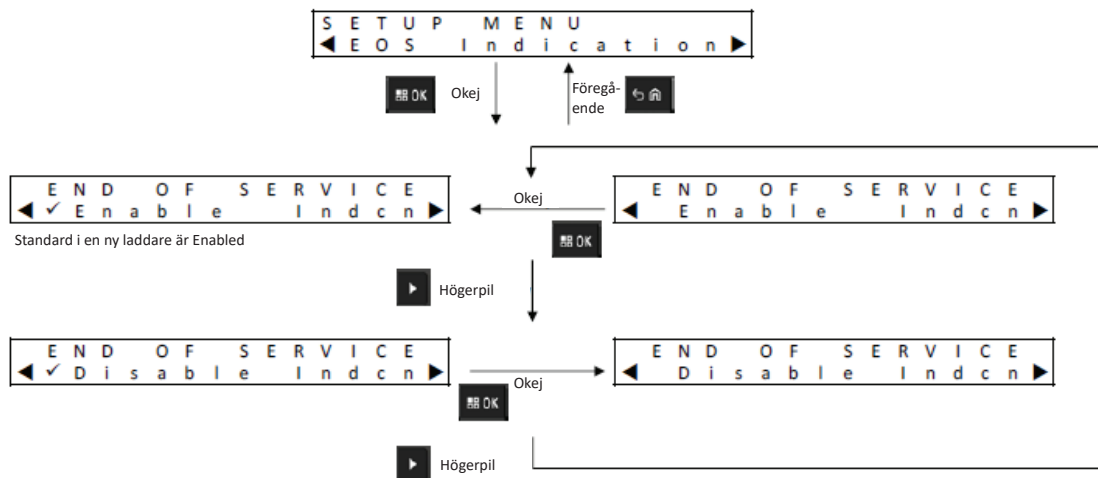 SETUP MENU
◀EOS Indication▶
OK Okej Föregå-
ende
END OF SERVICE
◀✓Enable Indcn▶
Okej
END OF SERVICE
◀ Enable Indcn▶
Standard i en ny laddare är Enabled
OK
Högerpil
END OF SERVICE
◀✓Disable Indcn▶
Okej
OK
END OF SERVICE
◀ Disable Indcn▶
Högerpil